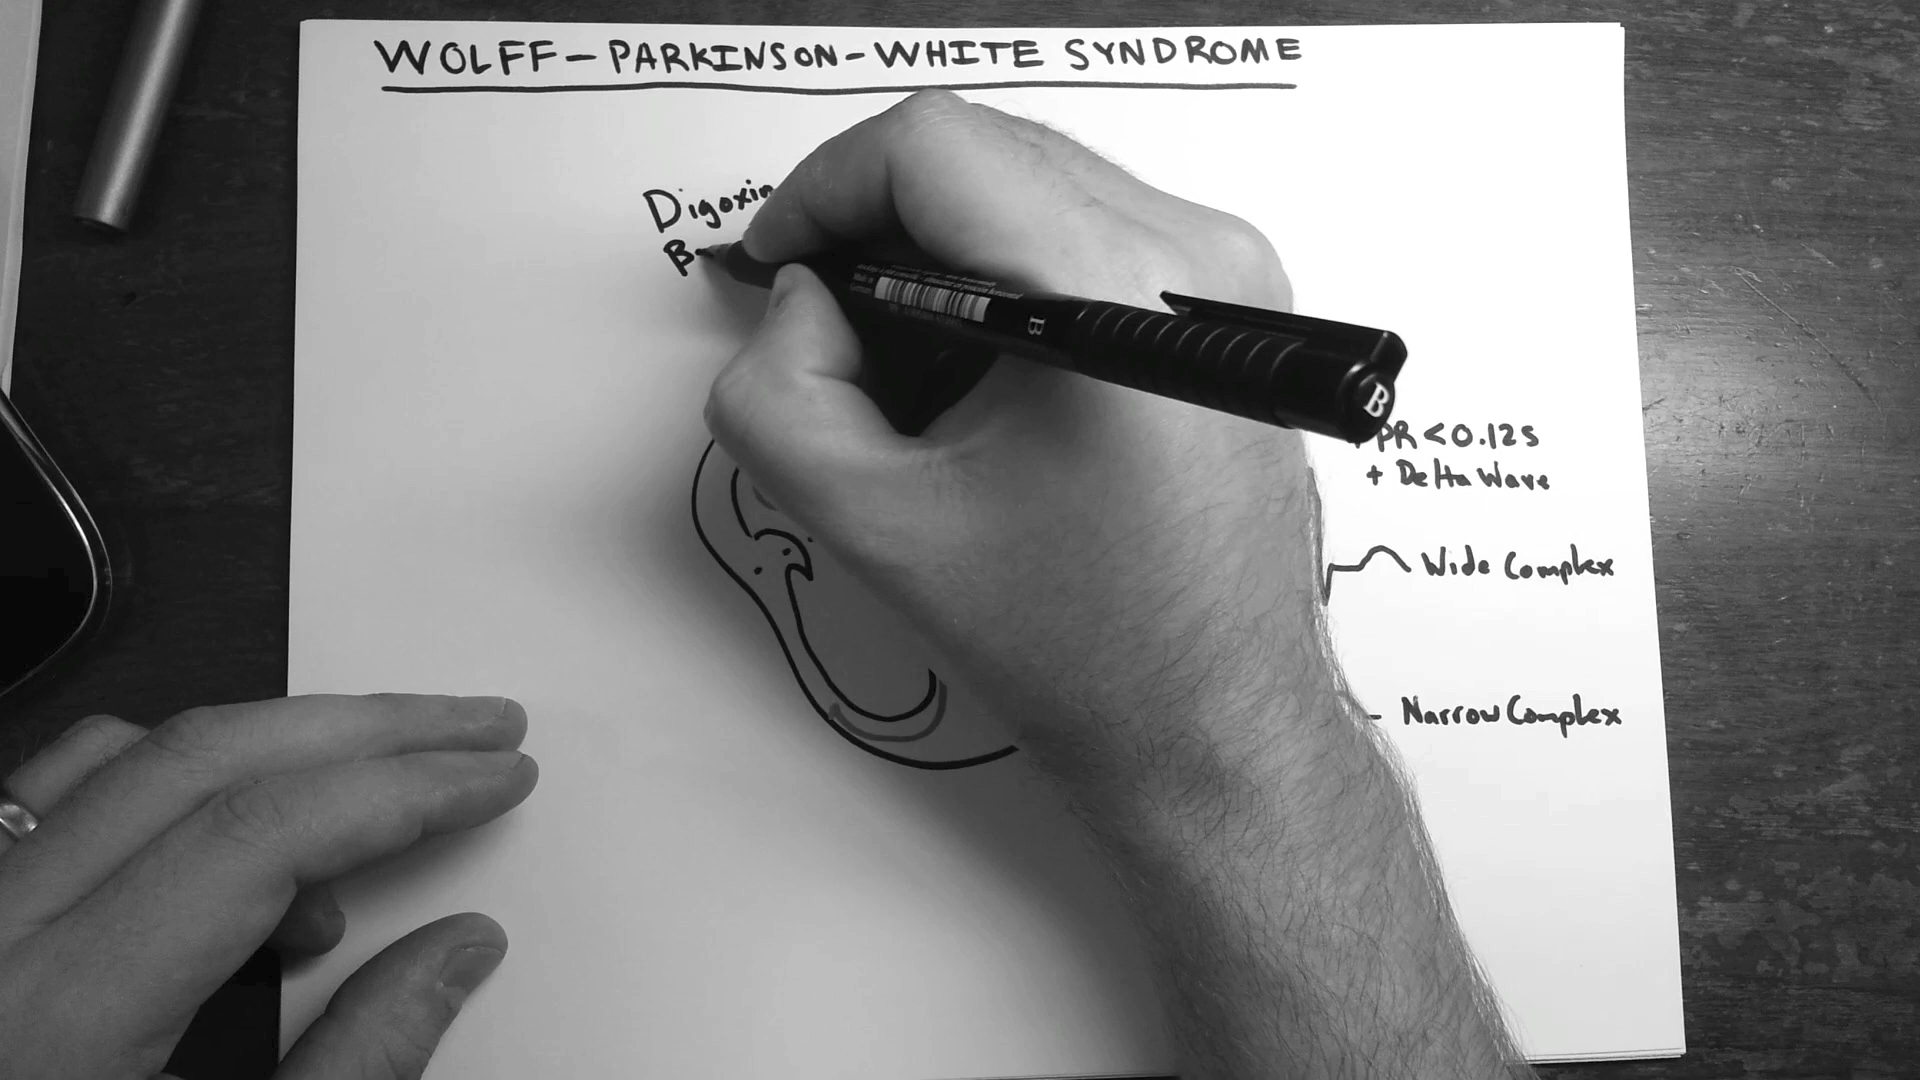 WOLFF-PARKINSON-WHITE SYNDROME
Digoxin
B-
PR<0.12s
+ Delta Wave
Wide Complex
Narrow Complex
B
B